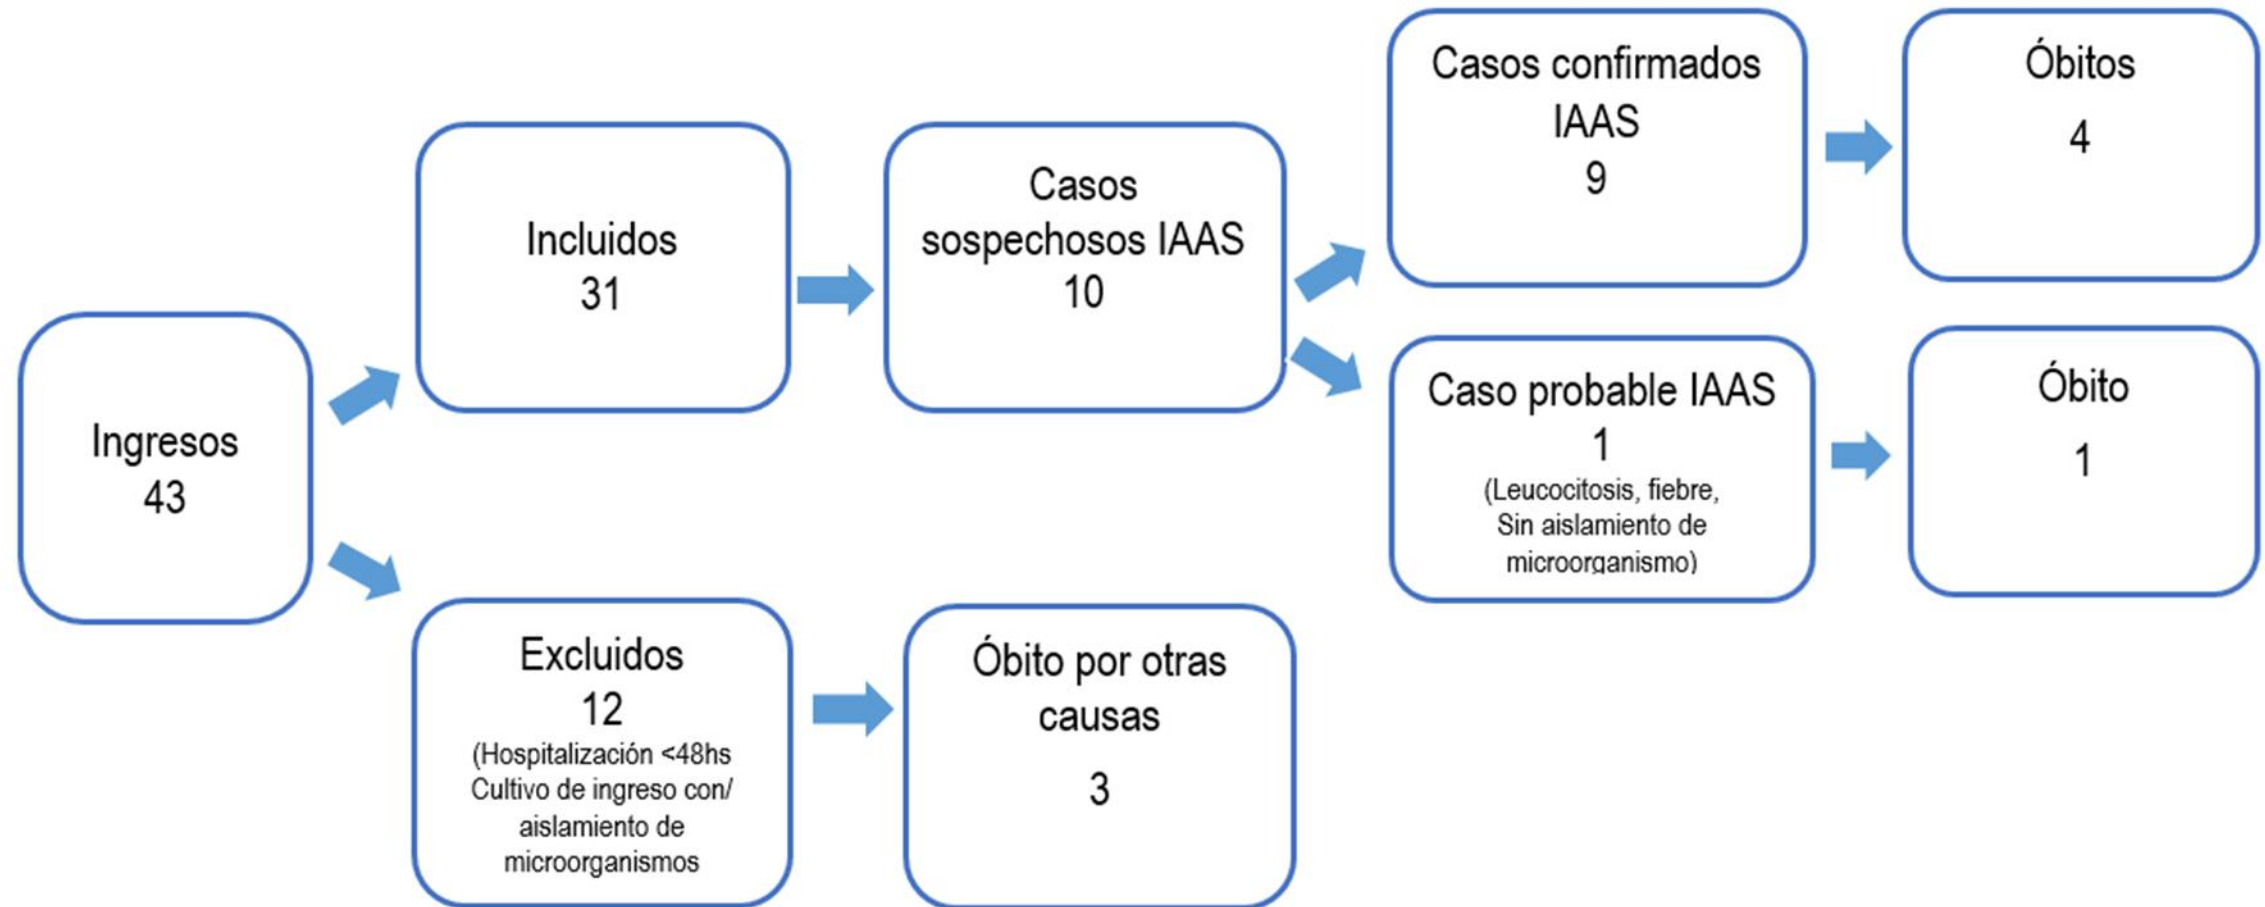 Ingresos
43
Incluidos
31
Casos
sospechosos IAAS
10
Casos confirmados
IAAS
9
Óbitos
4
Caso probable IAAS
1
(Leucocitosis, fiebre,
Sin aislamiento de
microorganismo)
Óbito
1
Excluidos
12
(Hospitalización <48hs
Cultivo de ingreso con/
aislamiento de
microorganismos
Óbito por otras
causas
3